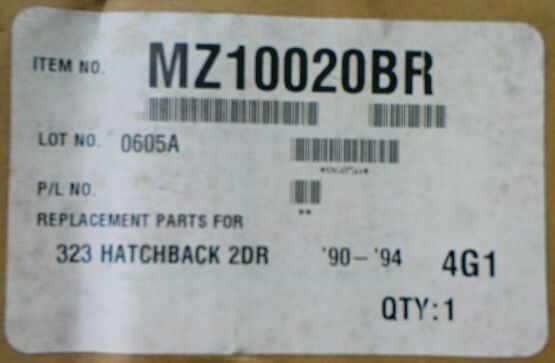 ITEM NO. MZ10020BR
LOT NO. 0605A
P/L NO.
**
REPLACEMENT PARTS FOR
323 HATCHBACK 2DR '90-'94 4G1
QTY:1